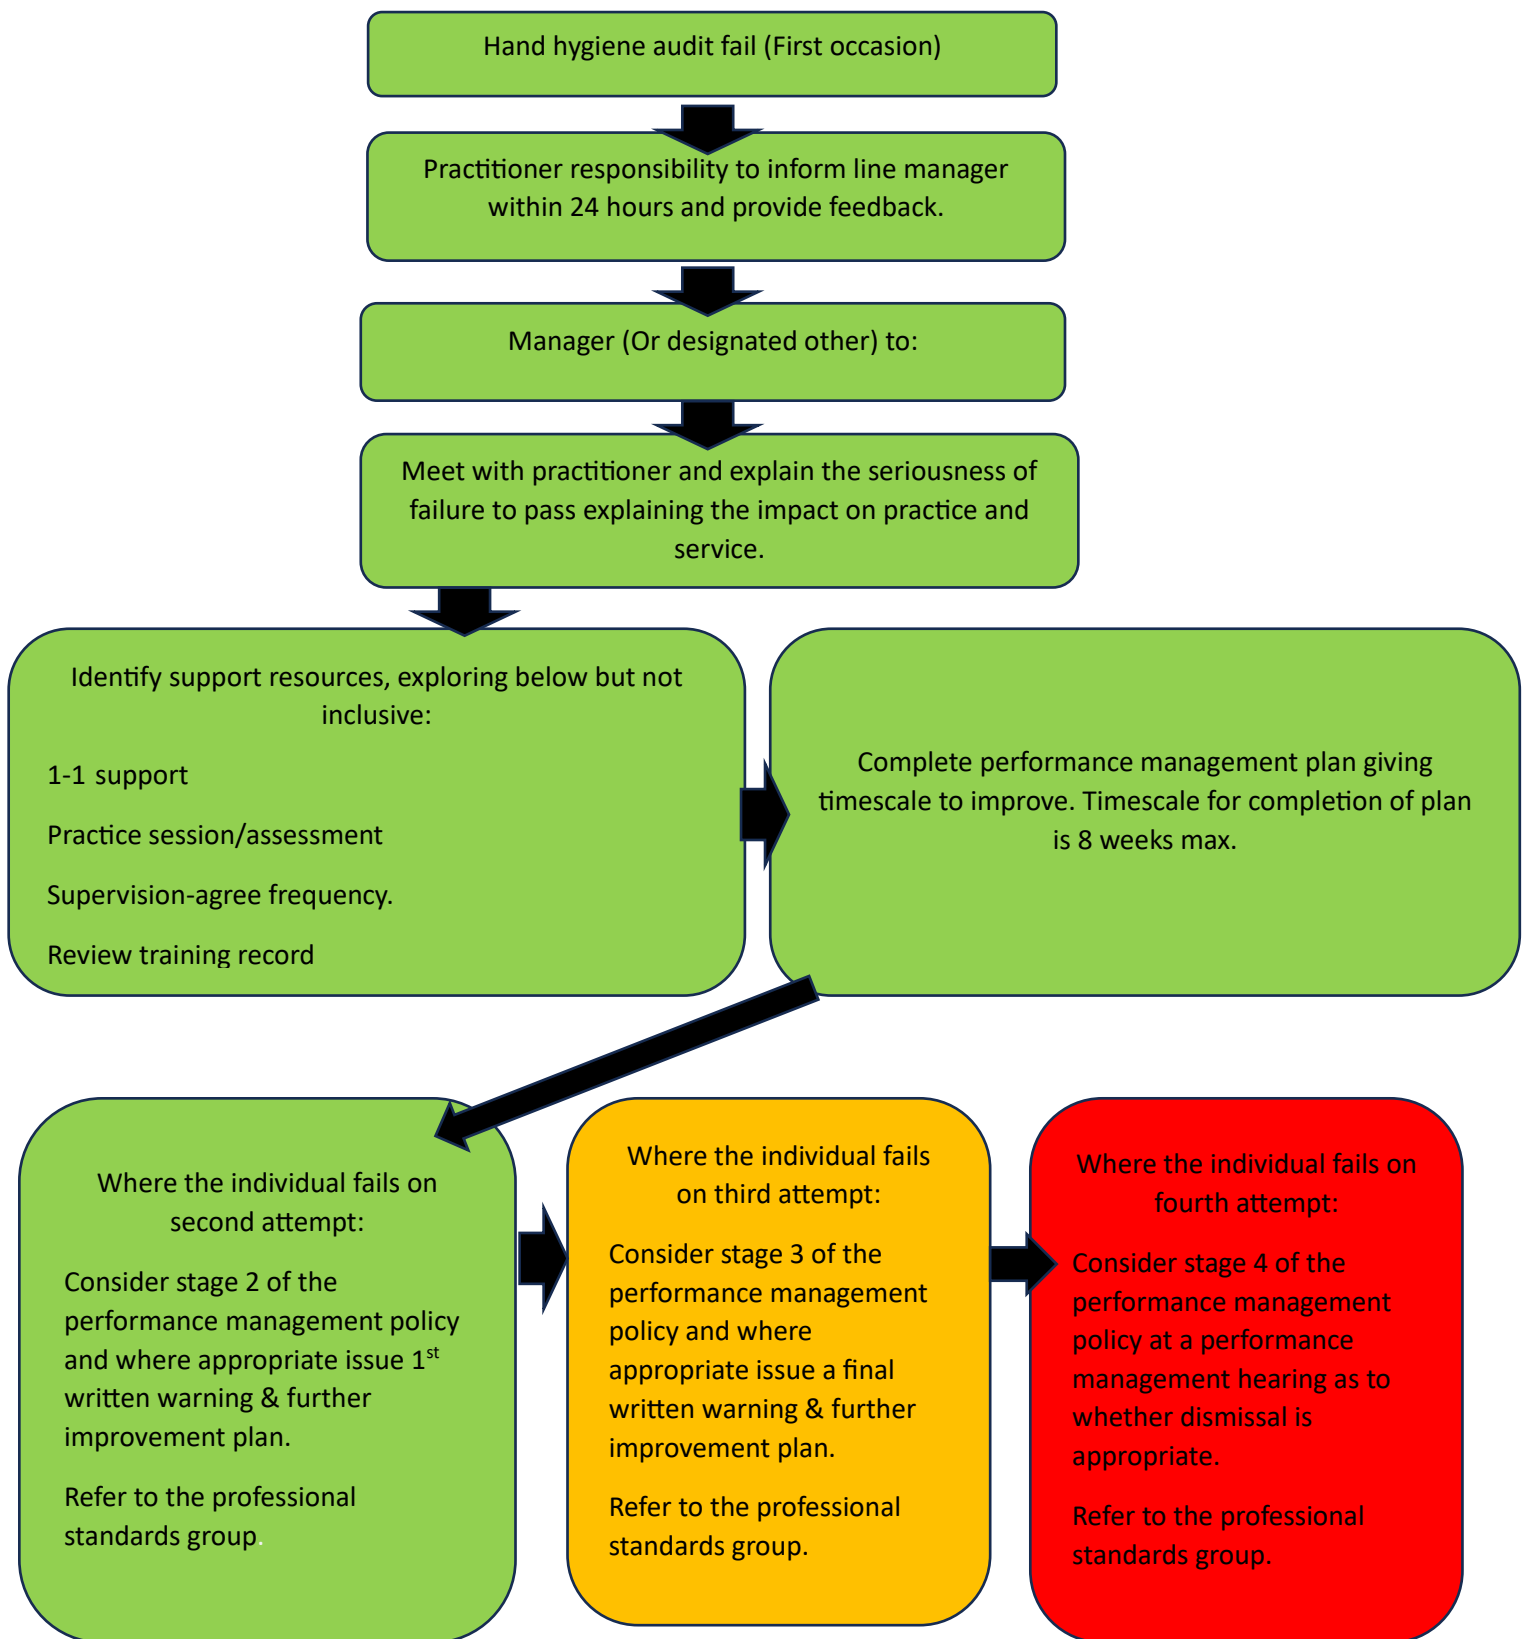 Hand hygiene audit fail (First occasion)
Practitioner responsibility to inform line manager
within 24 hours and provide feedback.
Manager (Or designated other) to:
Meet with practitioner and explain the seriousness of
failure to pass explaining the impact on practice and
service.
Identify support resources, exploring below but not
inclusive:
1-1 support
Practice session/assessment
Supervision-agree frequency.
Review training record
Complete performance management plan giving
timescale to improve. Timescale for completion of plan
is 8 weeks max.
Where the individual fails on
second attempt:
Consider stage 2 of the
performance management policy
and where appropriate issue 1st
written warning & further
improvement plan.
Refer to the professional
standards group.
Where the individual fails
on third attempt:
Consider stage 3 of the
performance management
policy and where
appropriate issue a final
written warning & further
improvement plan.
Refer to the professional
standards group.
Where the individual fails on
fourth attempt:
Consider stage 4 of the
performance management
policy at a performance
management hearing as to
whether dismissal is
appropriate.
Refer to the professional
standards group.